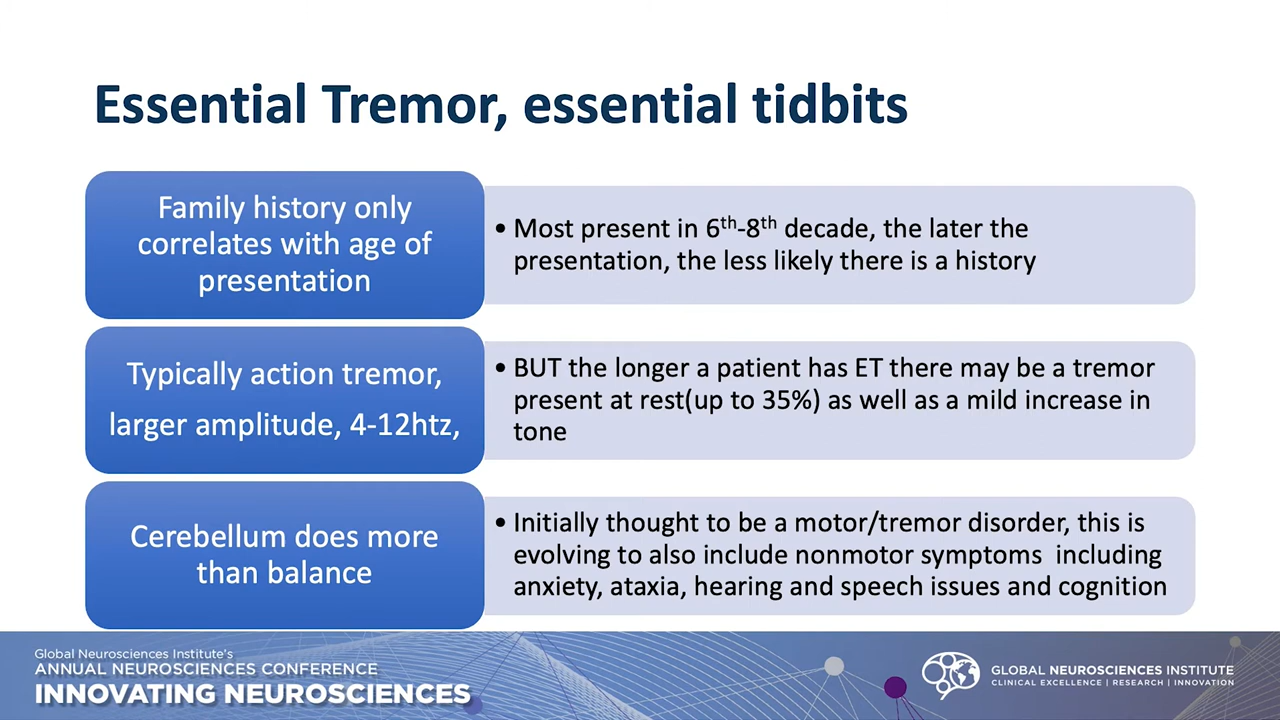 Essential Tremor, essential tidbits
Family history only
correlates with age of
presentation
• Most present in 6th-8th decade, the later the
presentation, the less likely there is a history
Typically action tremor,
larger amplitude, 4-12htz,
• BUT the longer a patient has ET there may be a tremor
present at rest(up to 35%) as well as a mild increase in
tone
Cerebellum does more
than balance
• Initially thought to be a motor/tremor disorder, this is
evolving to also include nonmotor symptoms  including
anxiety, ataxia, hearing and speech issues and cognition
Global Neurosciences Institute's
ANNUAL NEUROSCIENCES CONFERENCE
INNOVATING NEUROSCIENCES
GLOBAL NEUROSCIENCES INSTITUTE
CLINICAL EXCELLENCE | RESEARCH | INNOVATION